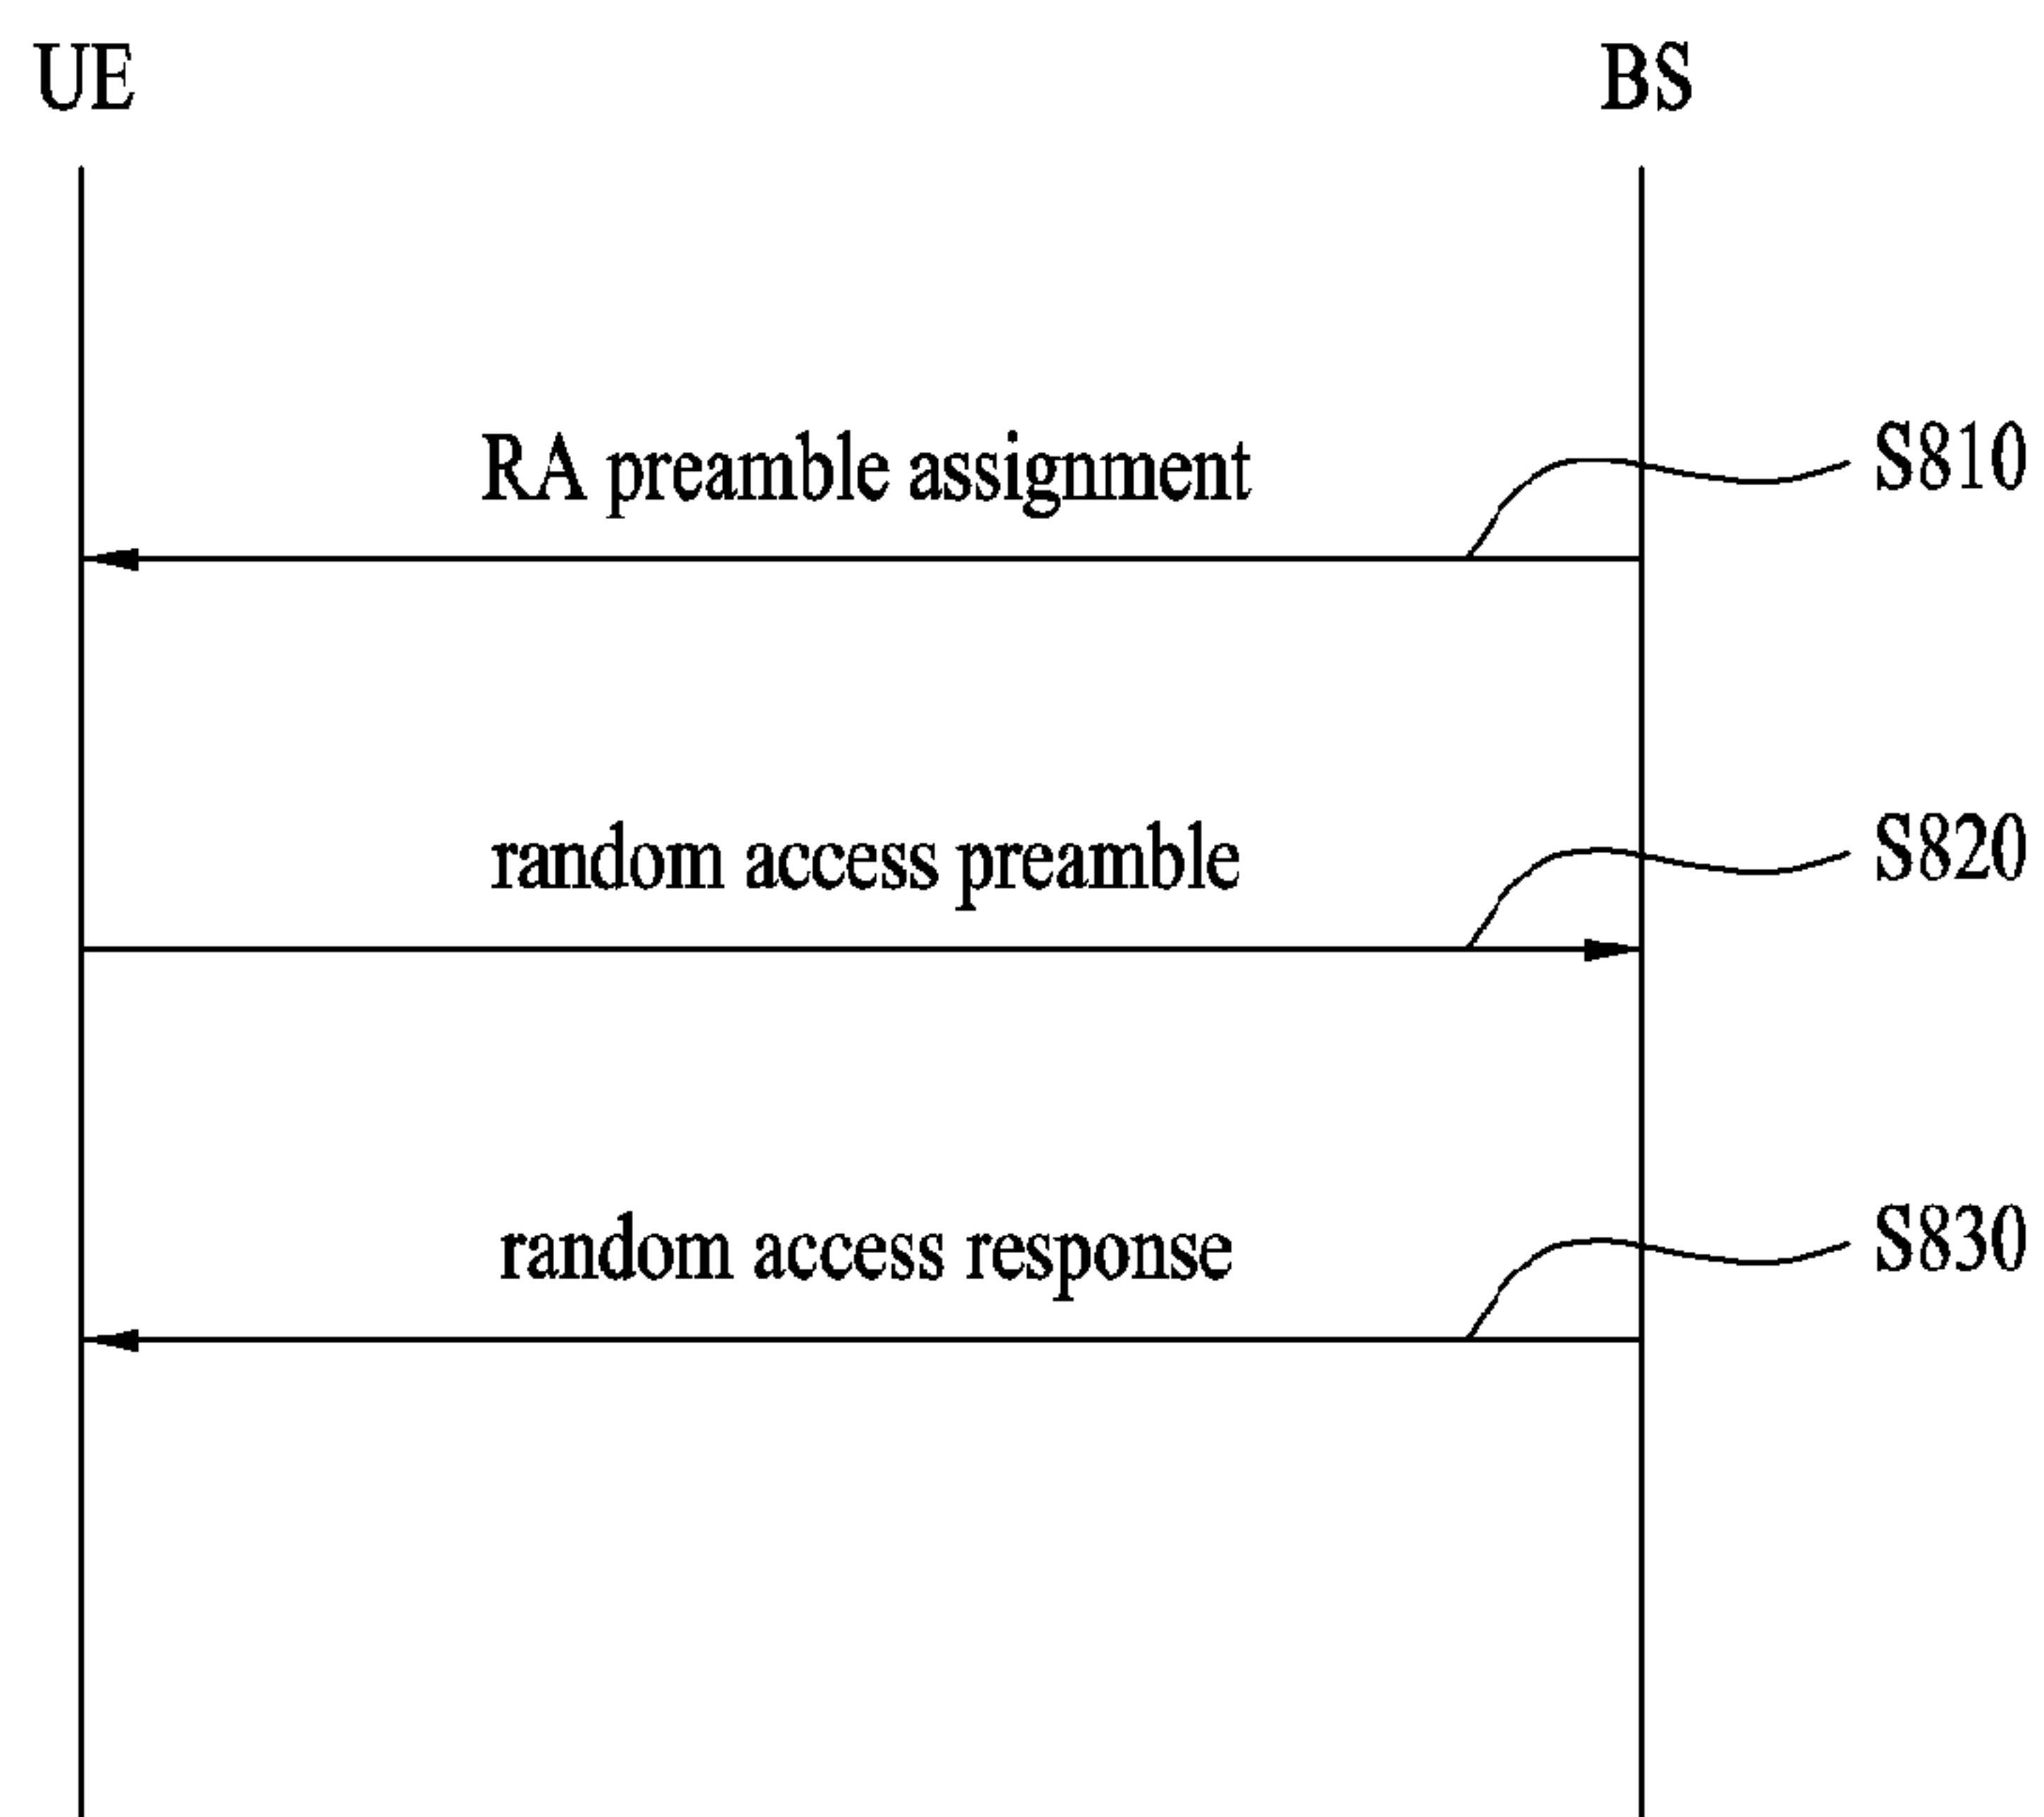 UE
BS
RA preamble assignment
S810
random access preamble
S820
random access response
S830